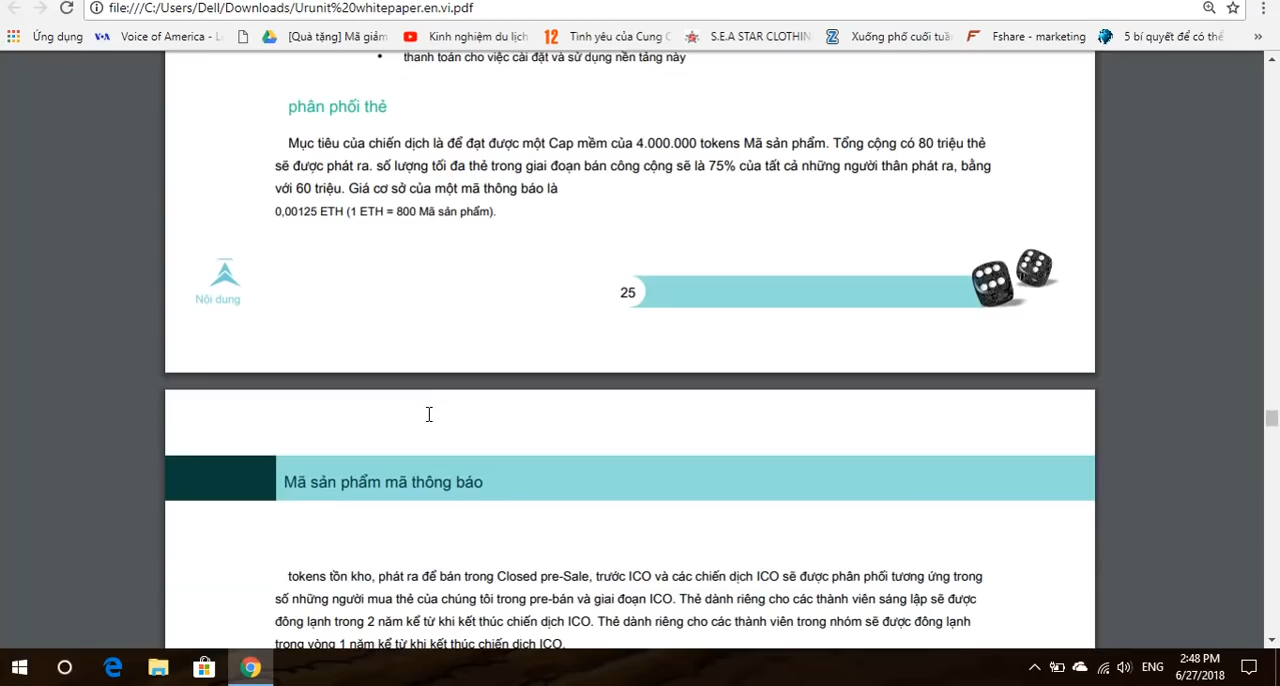 file:///C:/Users/Dell/Downloads/Urunit%20whitepaper.en.vi.pdf
Ứng dụng
VOA
Voice of America - L
[Quà tặng] Mã giảm
Kinh nghiệm du lịch
12
Tình yêu của Cung
S.E.A STAR CLOTHIN
Z
Xuống phố cuối tuầ
F
Fshare - marketing
5 bí quyết để có thể
»
• thanh toán cho việc cài đặt và sử dụng nền tảng này
phân phối thẻ
Mục tiêu của chiến dịch là để đạt được một Cap mềm của 4.000.000 tokens Mã sản phẩm. Tổng cộng có 80 triệu thẻ
sẽ được phát ra. số lượng tối đa thẻ trong giai đoạn bán công cộng sẽ là 75% của tất cả những người thân phát ra, bằng
với 60 triệu. Giá cơ sở của một mã thông báo là
0,00125 ETH (1 ETH = 800 Mã sản phẩm).
Nội dung
25
Mã sản phẩm mã thông báo
tokens tồn kho, phát ra để bán trong Closed pre-Sale, trước ICO và các chiến dịch ICO sẽ được phân phối tương ứng trong
số những người mua thẻ của chúng tôi trong pre-bán và giai đoạn ICO. Thẻ dành riêng cho các thành viên sáng lập sẽ được
đông lạnh trong 2 năm kể từ khi kết thúc chiến dịch ICO. Thẻ dành riêng cho các thành viên trong nhóm sẽ được đông lạnh
trong vòng 1 năm kể từ khi kết thúc chiến dịch ICO.
ENG
2:48 PM
6/27/2018